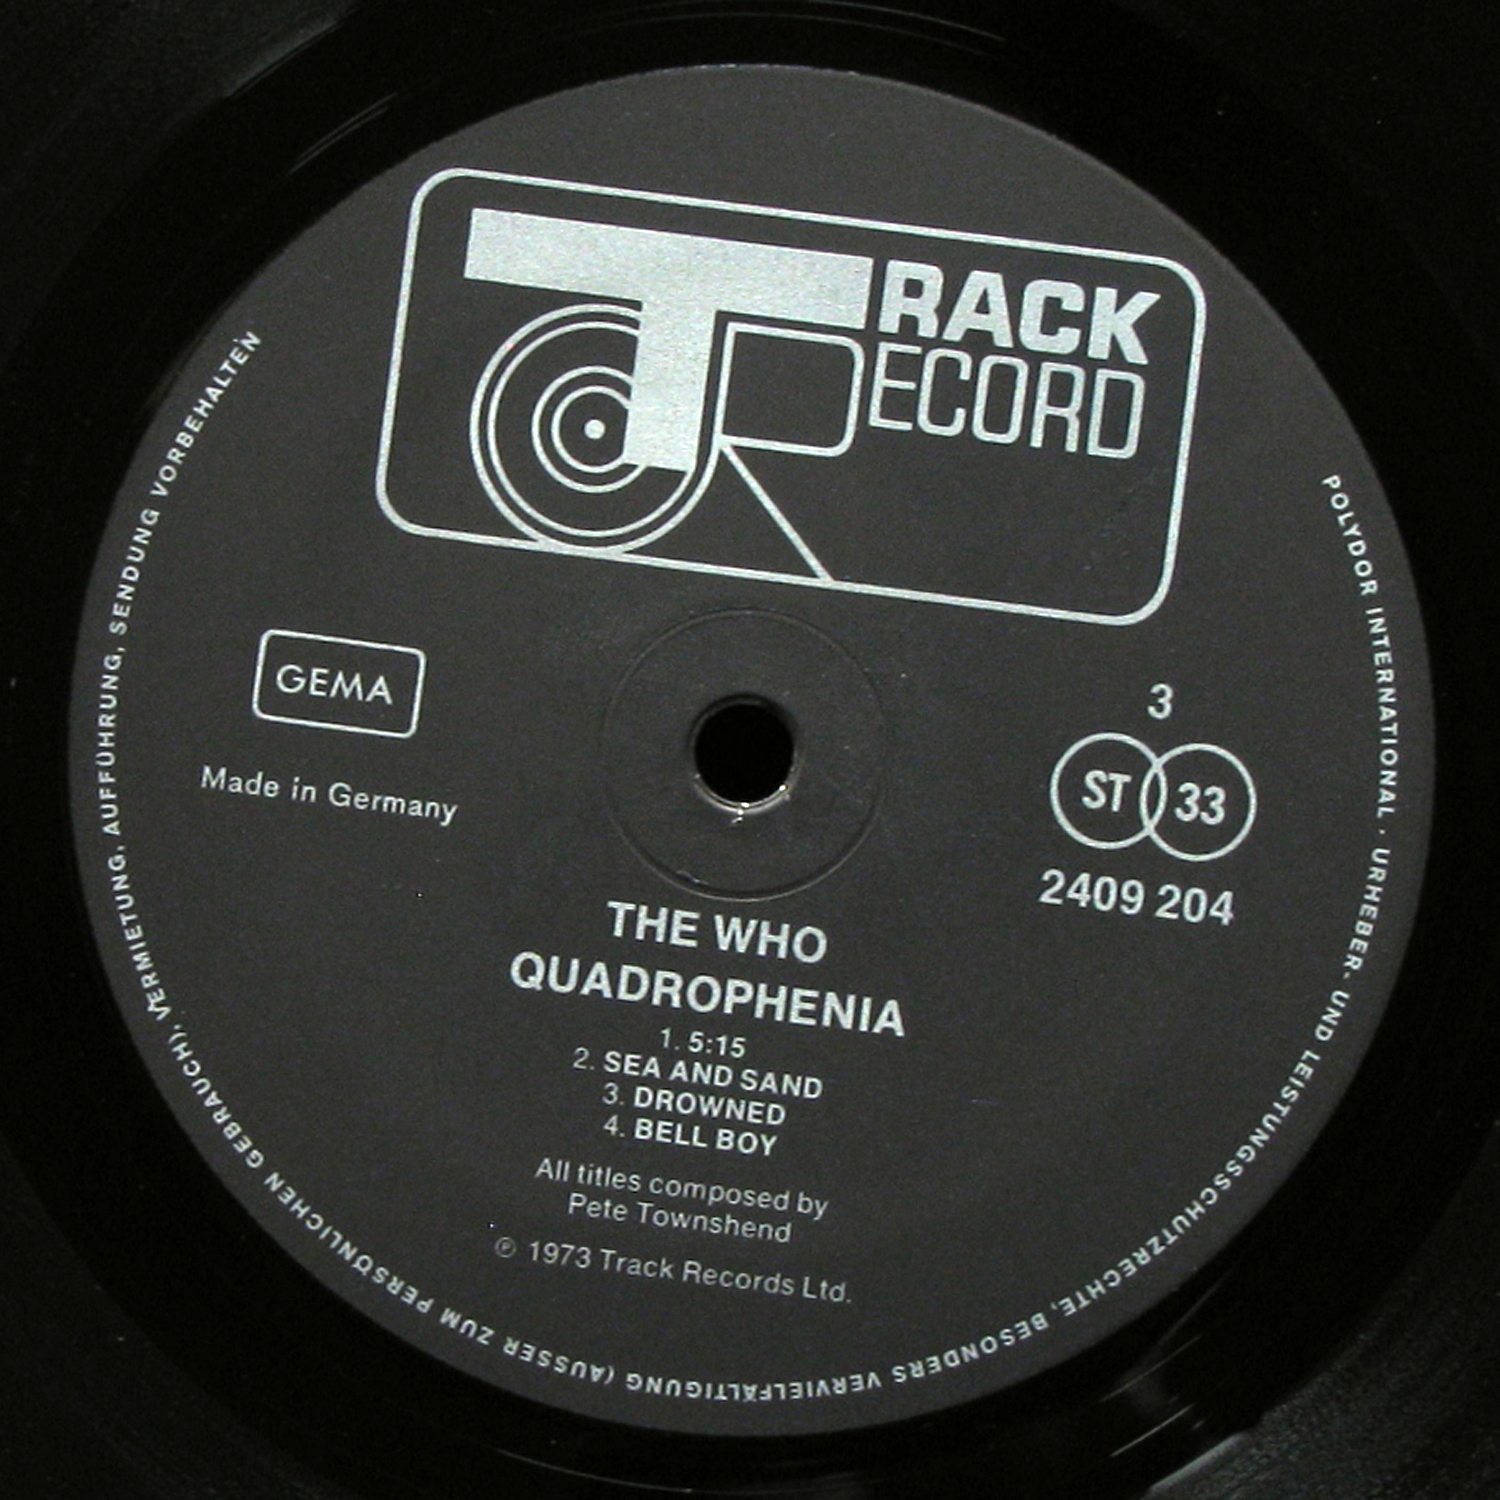 TRACK
RECORD
GEMA
Made in Germany
3
ST 33
2409 204
THE WHO
QUADROPHENIA
1. 5:15
2. SEA AND SAND
3. DROWNED
4. BELL BOY
All titles composed by
Pete Townshend
℗ 1973 Track Records Ltd.
POLYDOR INTERNATIONAL · URHEBER- UND LEISTUNGSSCHUTZRECHTE, BESONDERS VERVIELFÄLTIGUNG (AUSSER ZUM PERSÖNLICHEN GEBRAUCH), VERMIETUNG, AUFFÜHRUNG, SENDUNG VORBEHALTEN